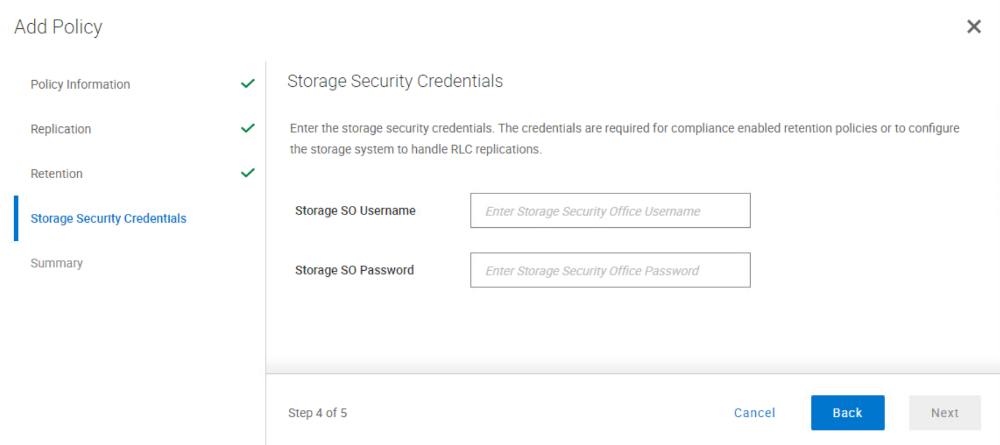 Add Policy
Policy Information
Replication
Retention
Storage Security Credentials
Summary
Storage Security Credentials
Enter the storage security credentials. The credentials are required for compliance enabled retention policies or to configure
the storage system to handle RLC replications.
Storage SO Username
Enter Storage Security Office Username
Storage SO Password
Enter Storage Security Office Password
Step 4 of 5
Cancel
Back
Next